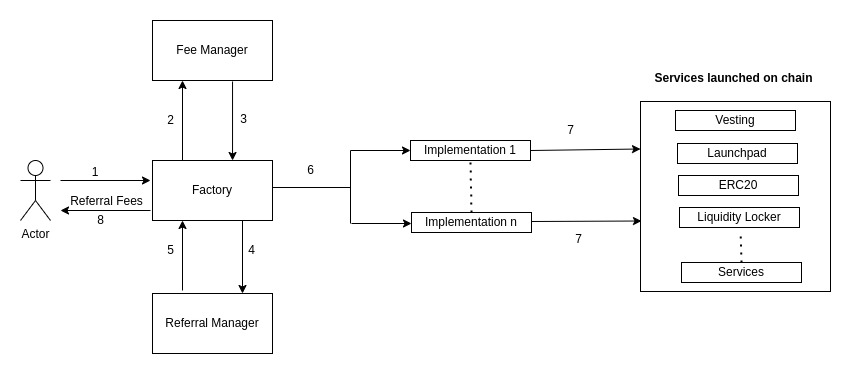 Fee Manager
Services launched on chain
2
3
7
Vesting
Implementation 1
Launchpad
1
6
Factory
ERC20
Referral Fees
8
Implementation n
Liquidity Locker
Actor
7
5
4
Services
Referral Manager